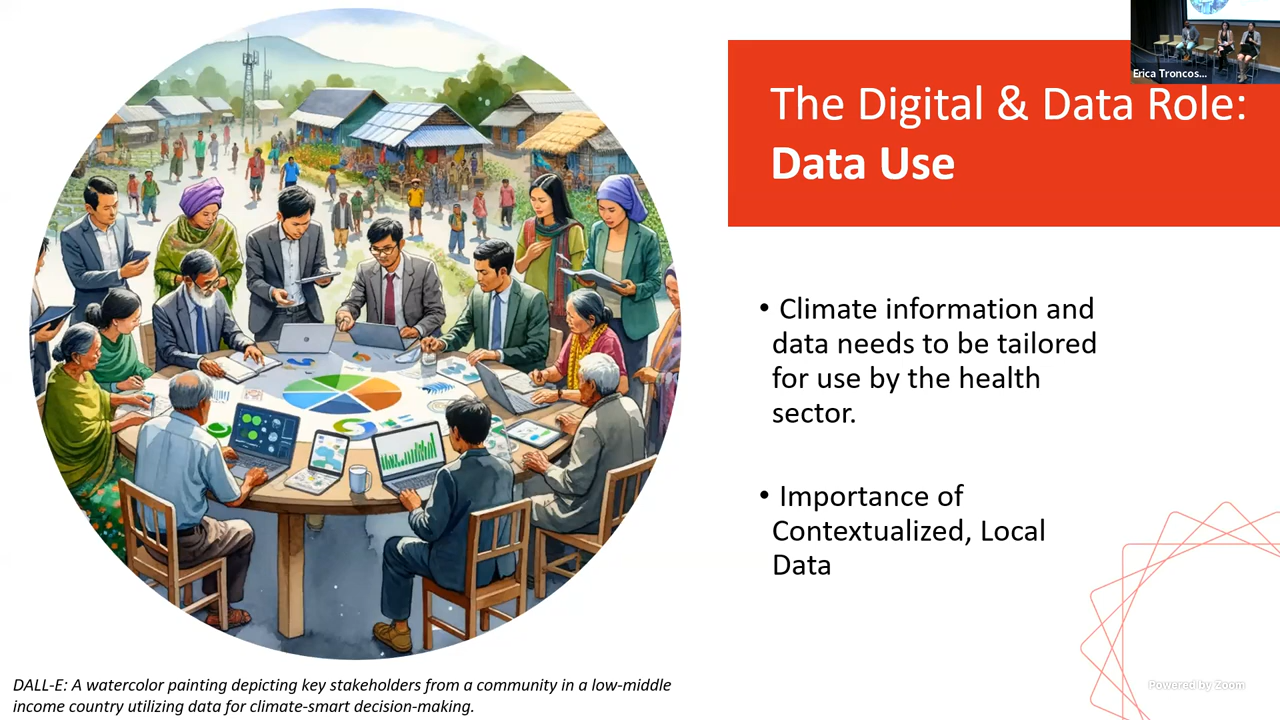 Erica Troncos...
The Digital & Data Role:
Data Use
• Climate information and
data needs to be tailored
for use by the health
sector.
• Importance of
Contextualized, Local
Data
DALL-E: A watercolor painting depicting key stakeholders from a community in a low-middle
income country utilizing data for climate-smart decision-making.
Powered by Zoom